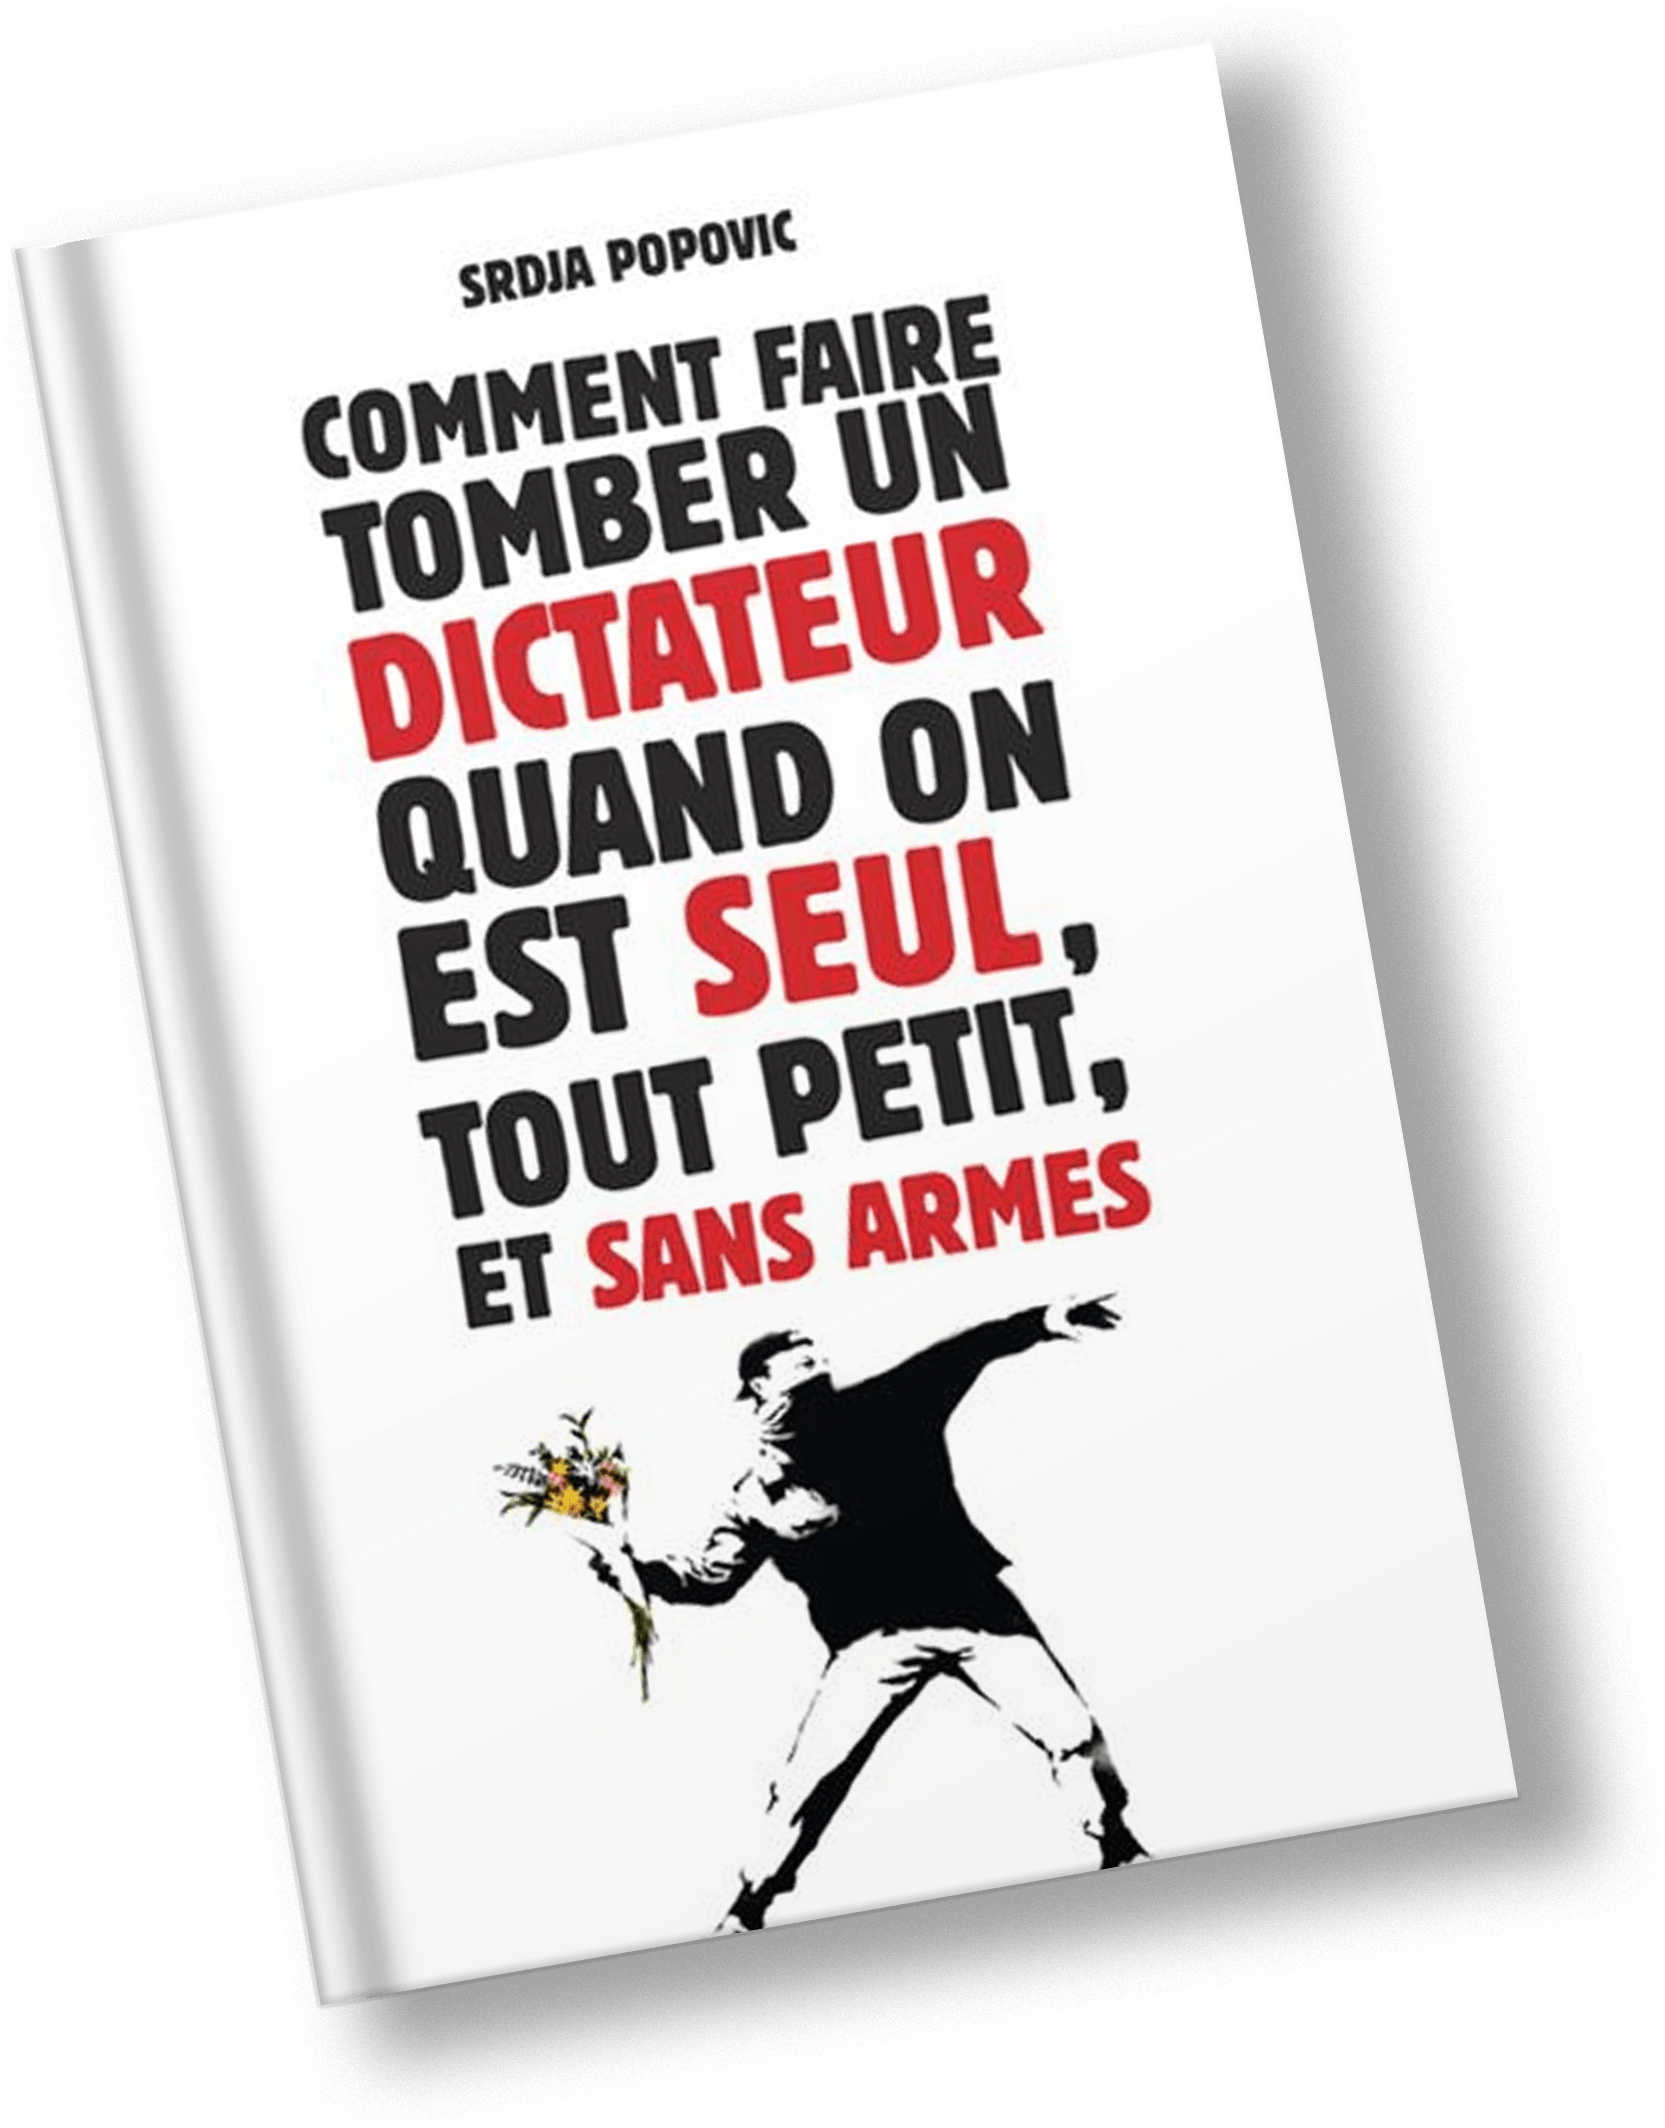 SRDJA POPOVIC
COMMENT FAIRE
TOMBER UN
DICTATEUR
QUAND ON
EST SEUL,
TOUT PETIT,
ET SANS ARMES